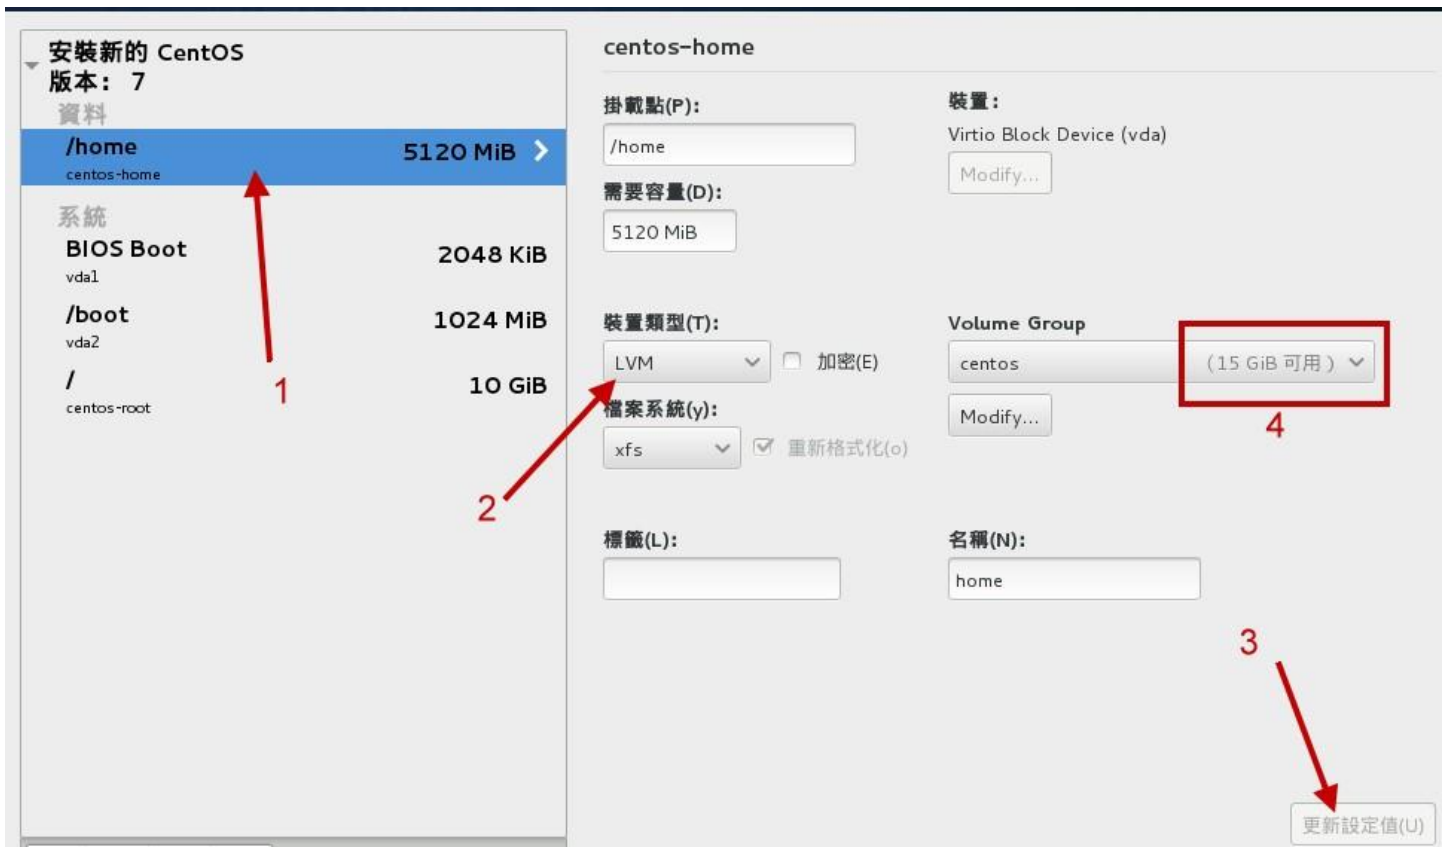 安裝新的 CentOS
版本： 7
資料
/home
5120 MiB
centos-home
系統
BIOS Boot
2048 KiB
vda1
/boot
1024 MiB
vda2
/
10 GiB
centos-root
1
centos-home
掛載點(P):
裝置：
/home
Virtio Block Device (vda)
Modify...
需要容量(D):
5120 MiB
裝置類型(T):
Volume Group
LVM
加密(E)
centos
（15 GiB 可用）
檔案系統(y):
Modify...
4
xfs
重新格式化(o)
2
標籤(L):
名稱(N):
home
3
更新設定值(U)